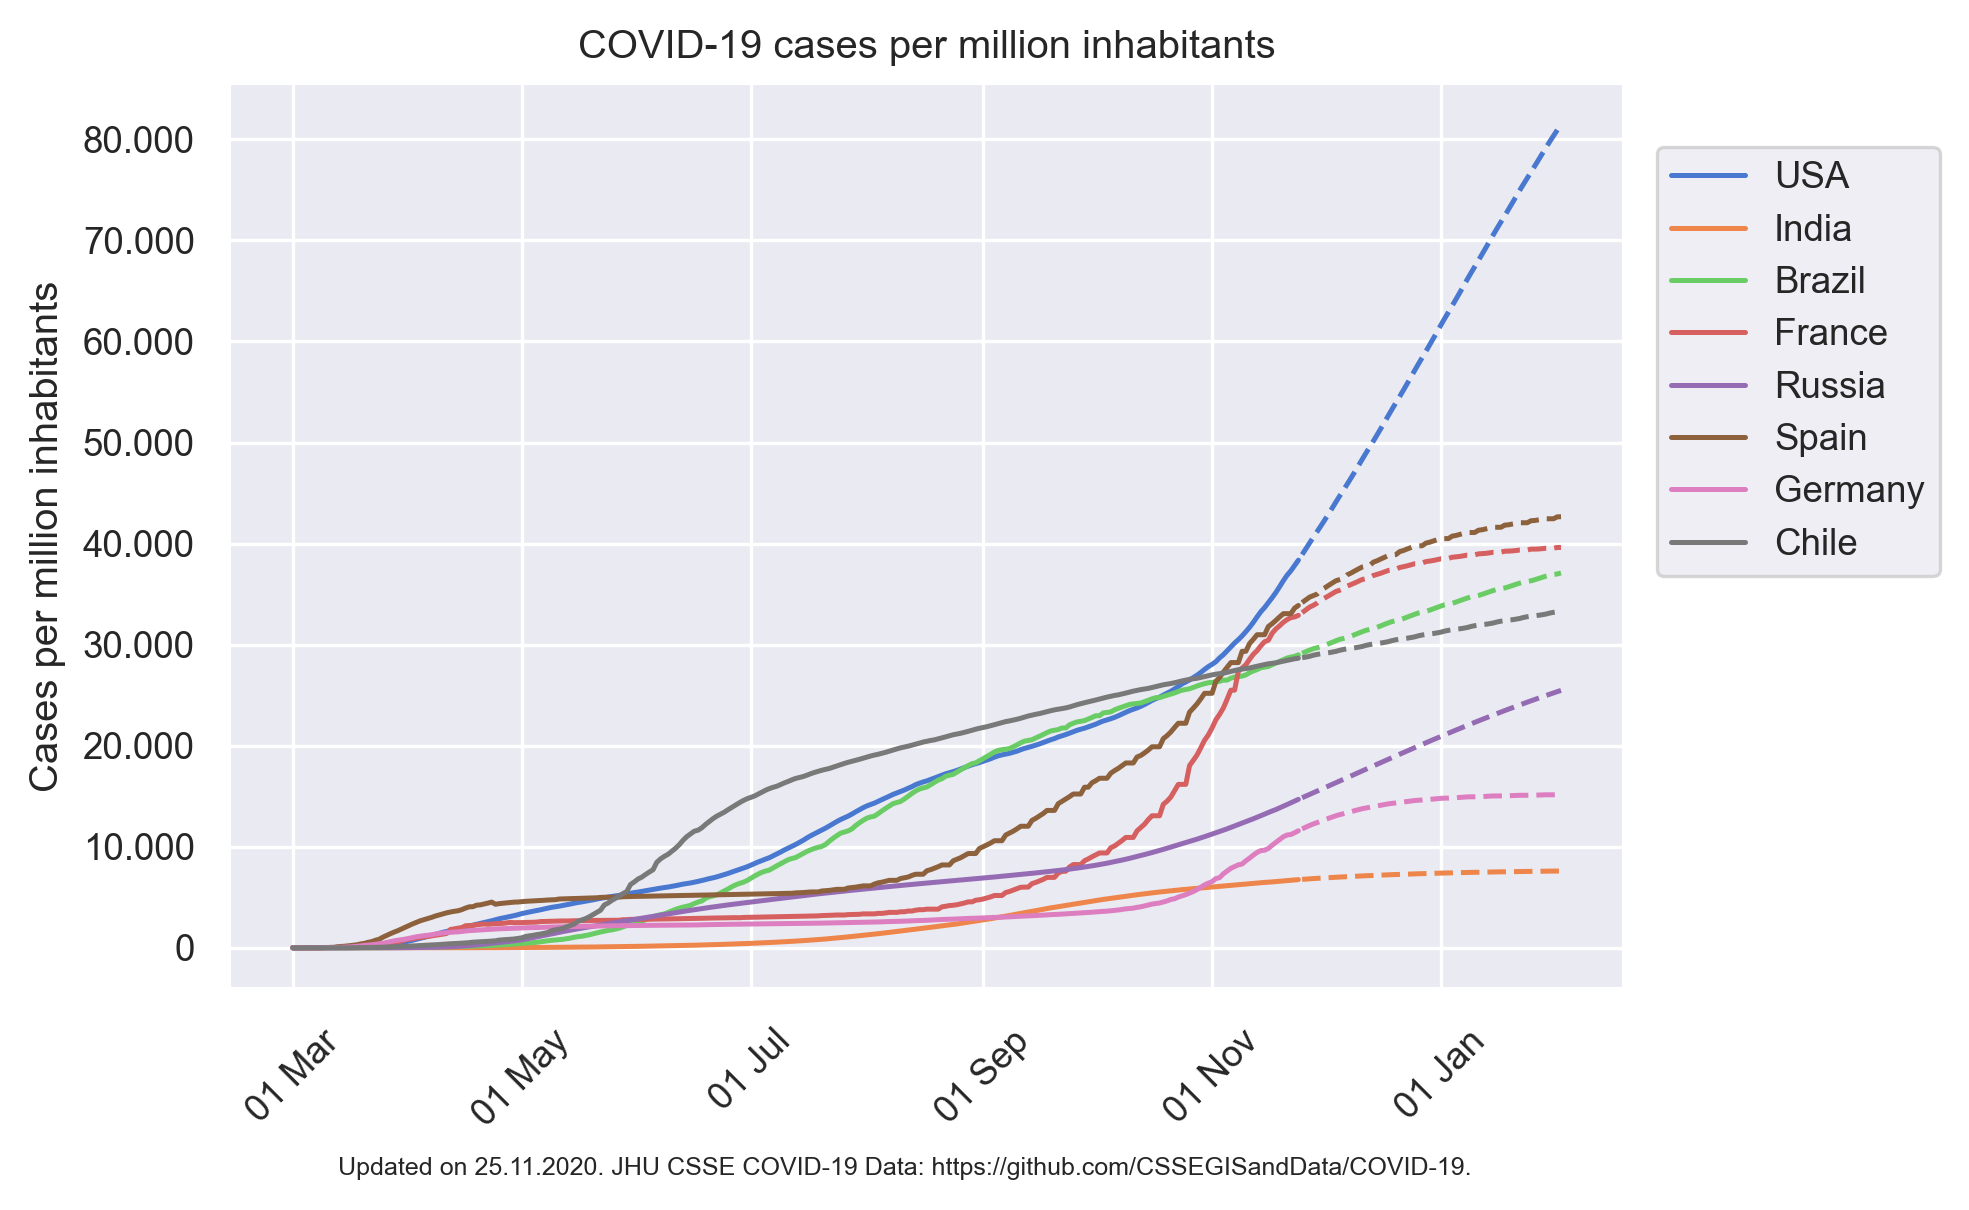 COVID-19 cases per million inhabitants
Cases per million inhabitants
80.000
70.000
60.000
50.000
40.000
30.000
20.000
10.000
0
01 Mar
01 May
01 Jul
01 Sep
01 Nov
01 Jan
USA
India
Brazil
France
Russia
Spain
Germany
Chile
Updated on 25.11.2020. JHU CSSE COVID-19 Data: https://github.com/CSSEGISandData/COVID-19.